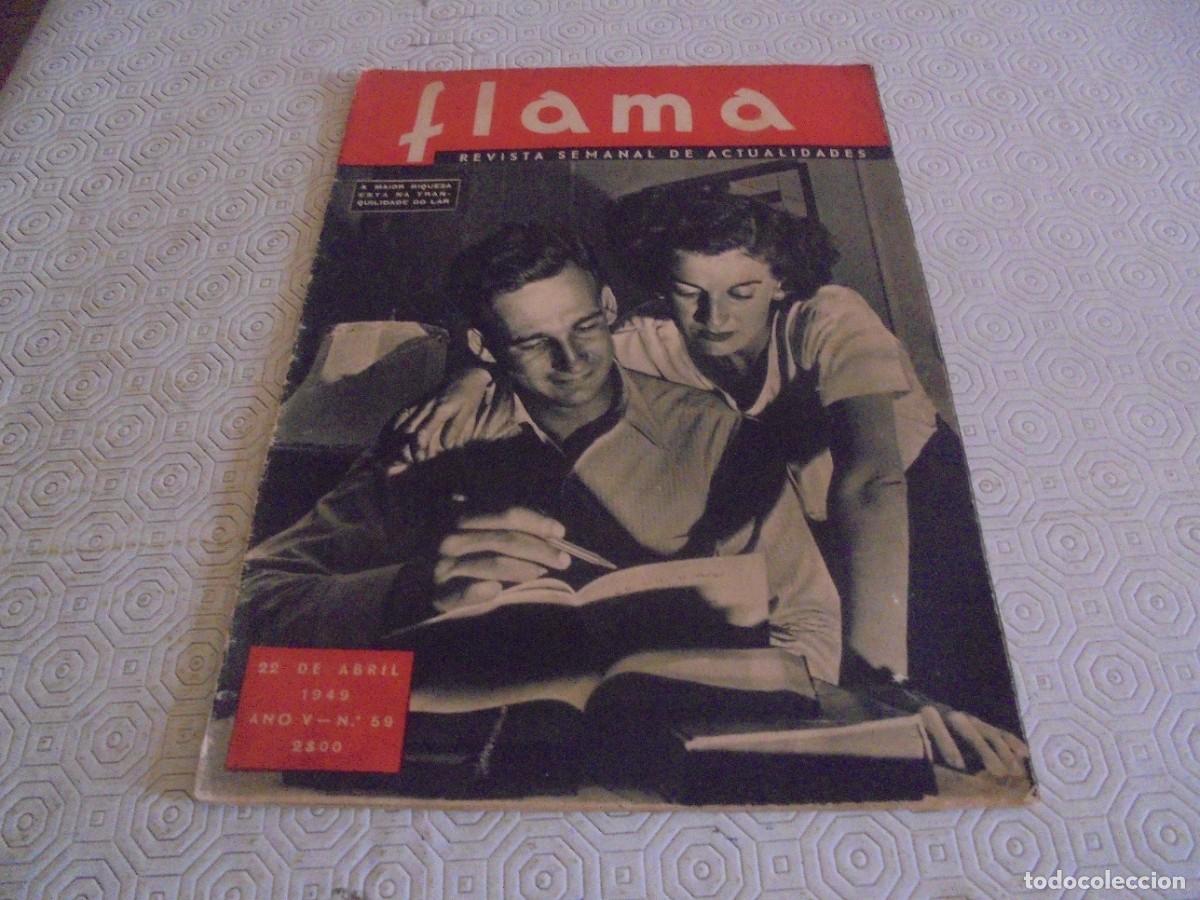 flama
REVISTA SEMANAL DE ACTUALIDADES
A MAIOR RIQUEZA
ESTÁ NA TRAN-
QUILIDADE DO LAR
22 DE ABRIL
1949
ANO V — N.º 59
2$00
todocoleccion